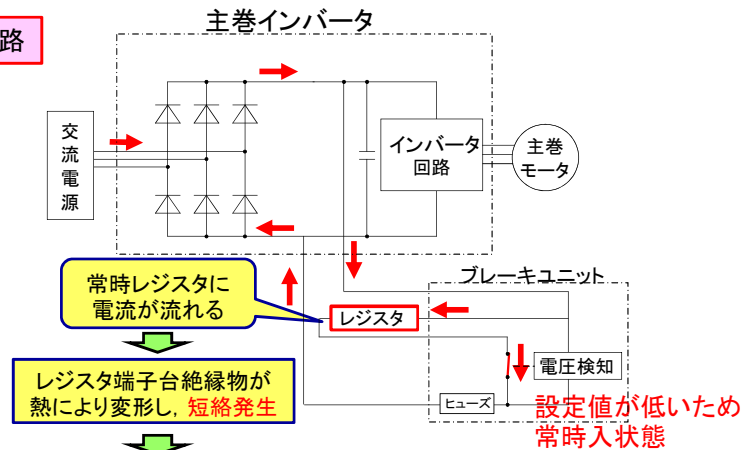 主巻インバータ
路
交流電源
インバータ
回路
主巻
モータ
ブレーキユニット
常時レジスタに
電流が流れる
レジスタ
電圧検知
レジスタ端子台絶縁物が
熱により変形し，短絡発生
ヒューズ
設定値が低いため
常時入状態